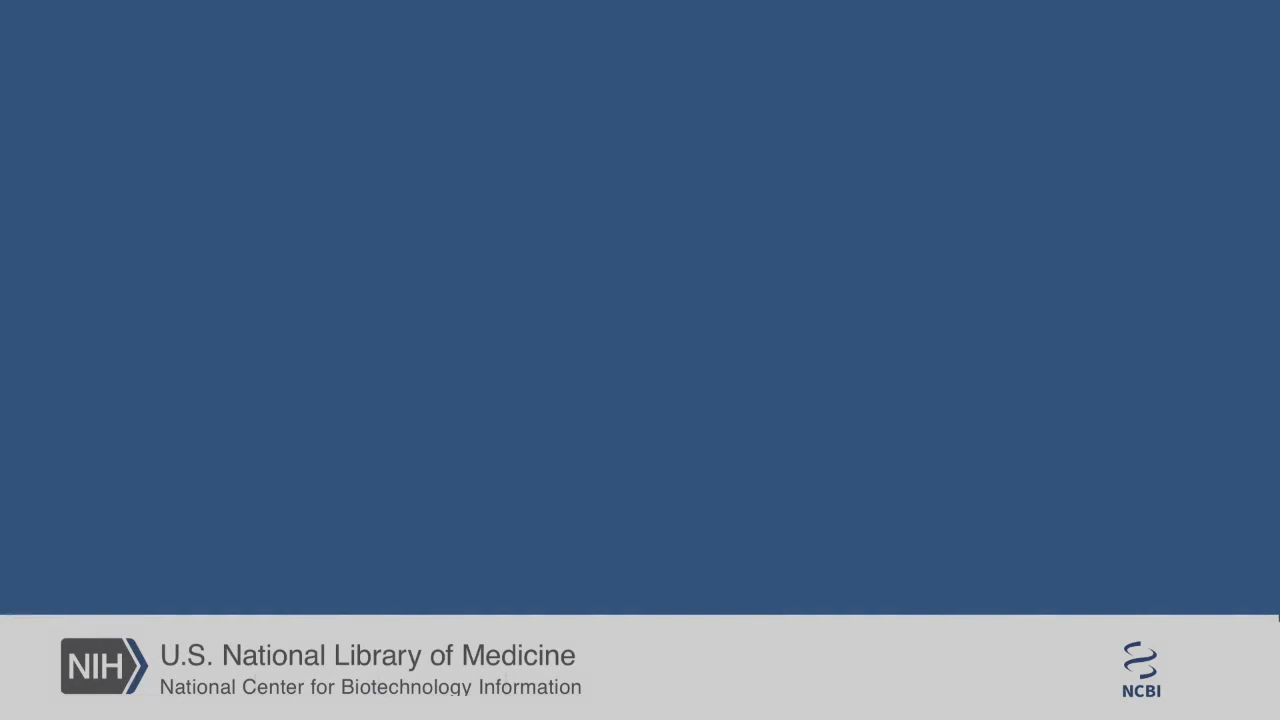 NIH
U.S. National Library of Medicine
National Center for Biotechnology Information
NCBI